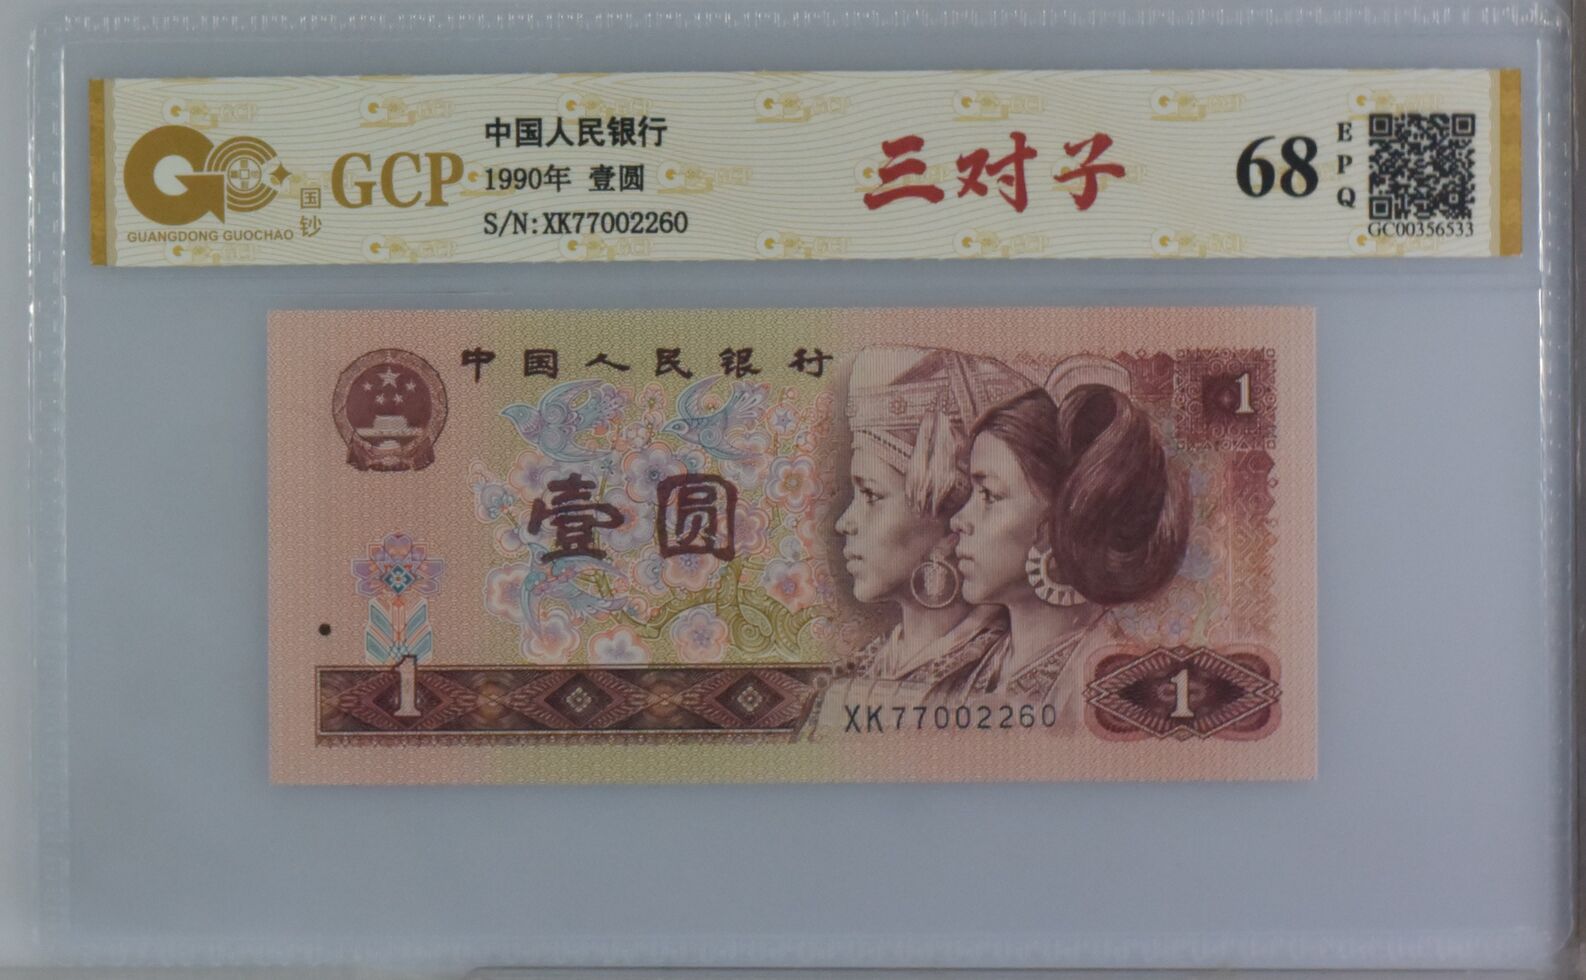 GCP
国钞
GUANGDONG GUOCHAO
中国人民银行
1990年 壹圆
S/N:XK77002260
三对子
68
EPQ
GC00356533
中国人民银行
1
壹圆
1
XK77002260
1